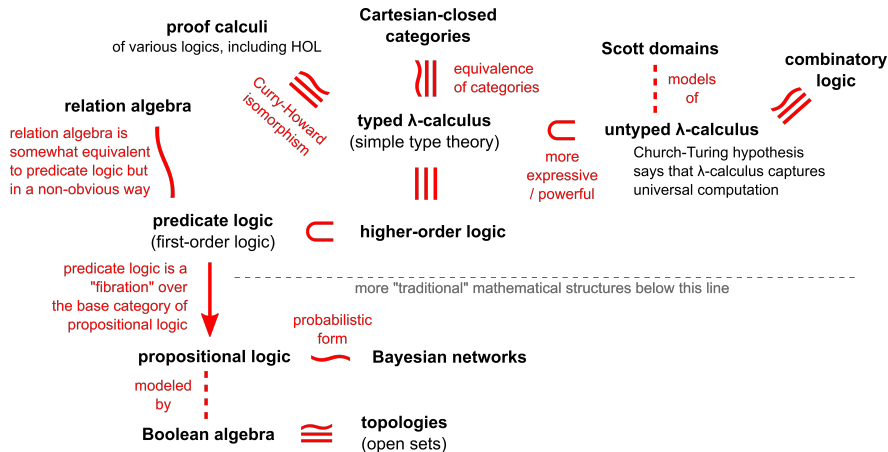 proof calculi
of various logics, including HOL
Cartesian-closed
categories
Scott domains
combinatory
logic
relation algebra
Curry-Howard
isomorphism
equivalence
of categories
models
of
relation algebra is
somewhat equivalent
to predicate logic but
in a non-obvious way
typed λ-calculus
(simple type theory)
more
expressive
/ powerful
untyped λ-calculus
Church-Turing hypothesis
says that λ-calculus captures
universal computation
predicate logic
(first-order logic)
higher-order logic
predicate logic is a
"fibration" over
the base category of
propositional logic
more "traditional" mathematical structures below this line
probabilistic
form
propositional logic
Bayesian networks
modeled
by
Boolean algebra
topologies
(open sets)